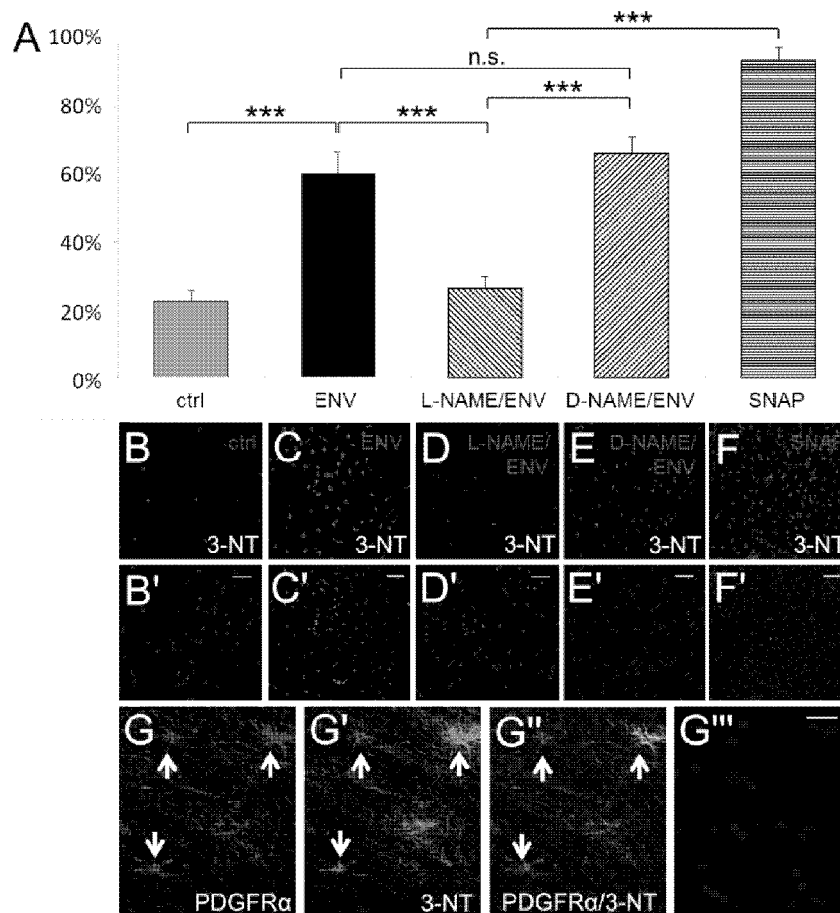 A
100%
80%
60%
40%
20%
0%
***
n.s.
***
***
***
ctrl
ENV
L-NAME/ENV
D-NAME/ENV
SNAP
B
ctrl
3-NT
C
ENV
3-NT
D
L-NAME/
ENV
3-NT
E
D-NAME/
ENV
3-NT
F
SNAP
3-NT
B'
C'
D'
E'
F'
G
PDGFRα
G'
3-NT
G''
PDGFRα/3-NT
G'''